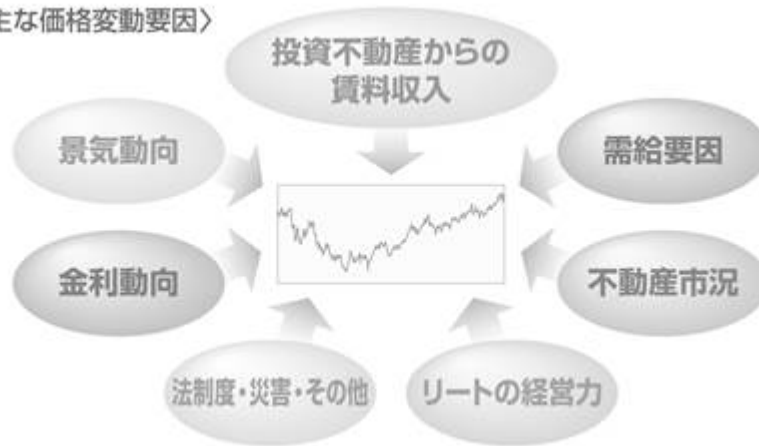 主な価格変動要因〉
投資不動産からの
賃料収入
景気動向
需給要因
金利動向
不動産市況
法制度・災害・その他
リートの経営力